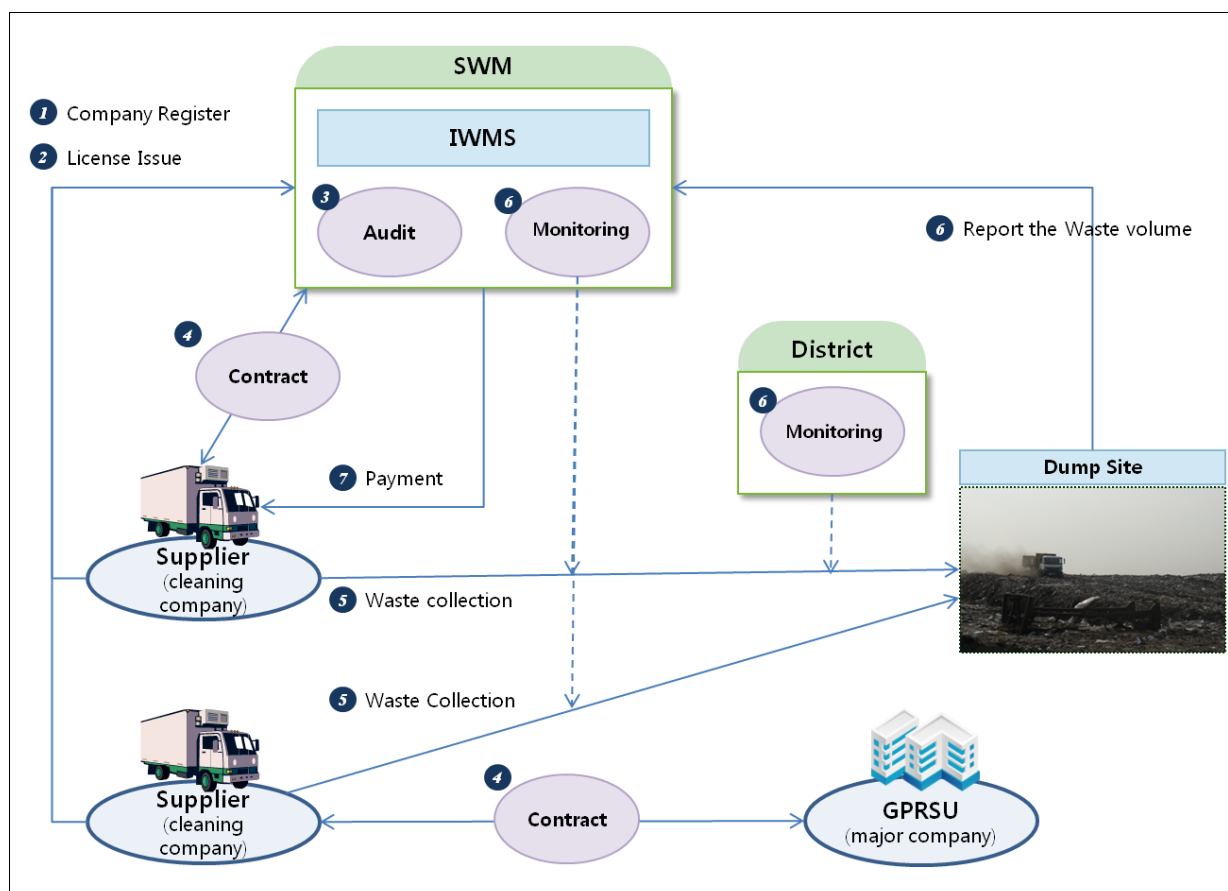 SWM
1 Company Register
IWMS
2 License Issue
3
Audit
6
Monitoring
6 Report the Waste volume
4
Contract
District
6
Monitoring
7 Payment
Dump Site
Supplier
(cleaning
company)
5 Waste collection
5 Waste Collection
Supplier
(cleaning
company)
4
Contract
GPRSU
(major company)